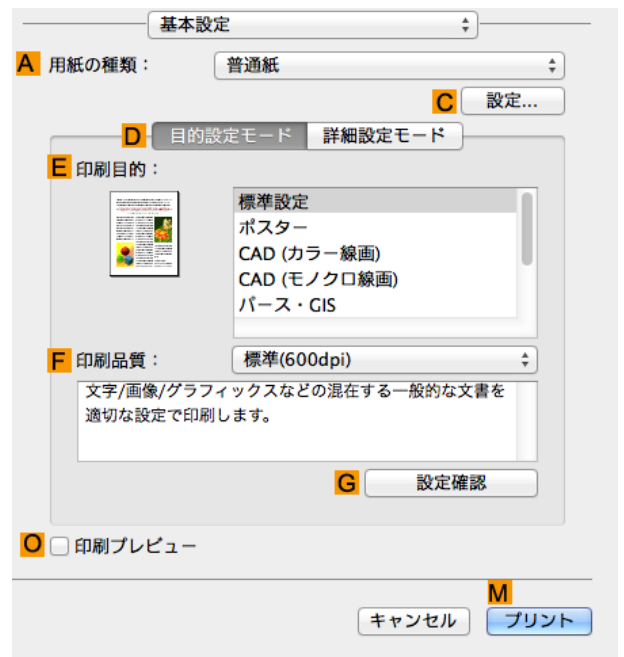 基本設定
A 用紙の種類： 普通紙
C 設定...
D 目的設定モード 詳細設定モード
E 印刷目的：
標準設定
ポスター
CAD (カラー線画)
CAD (モノクロ線画)
パース・GIS
F 印刷品質： 標準(600dpi)
文字/画像/グラフィックスなどの混在する一般的な文書を
適切な設定で印刷します。
G 設定確認
O 印刷プレビュー
M
キャンセル プリント